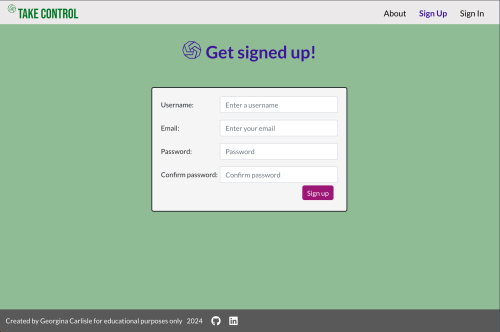 TAKE CONTROL
About Sign Up Sign In
Get signed up!
Username: Enter a username
Email: Enter your email
Password: Password
Confirm password: Confirm password
Sign up
Created by Georgina Carlisle for educational purposes only 2024